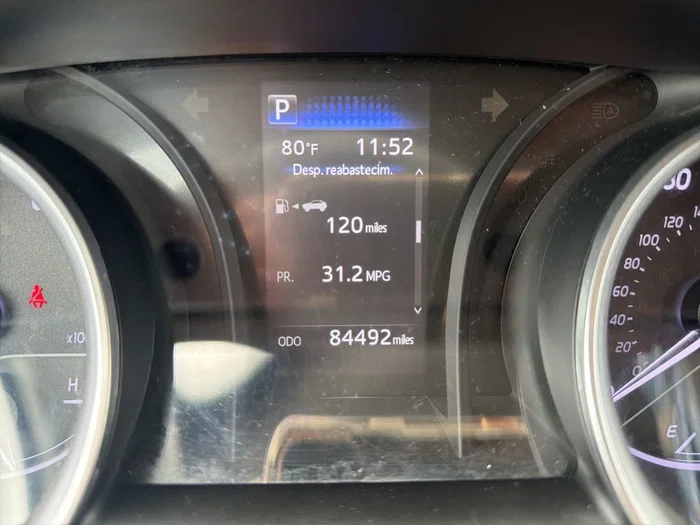 P
80°F 11:52
Desp. reabastecim.
120 miles
PR. 31.2 MPG
ODO 84492 miles
x10
H
120
100
80
60
40
20
0
E